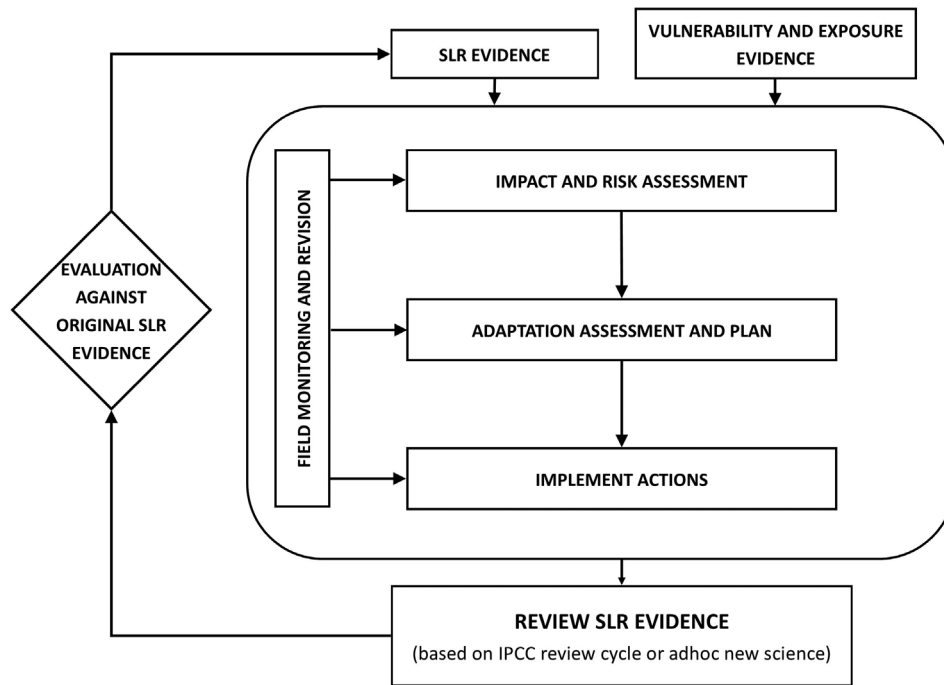 SLR EVIDENCE
VULNERABILITY AND EXPOSURE
EVIDENCE
FIELD MONITORING AND REVISION
IMPACT AND RISK ASSESSMENT
ADAPTATION ASSESSMENT AND PLAN
IMPLEMENT ACTIONS
EVALUATION
AGAINST
ORIGINAL SLR
EVIDENCE
REVIEW SLR EVIDENCE
(based on IPCC review cycle or adhoc new science)